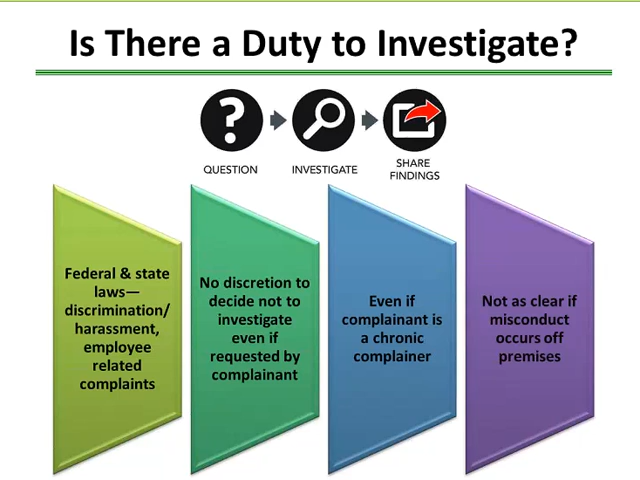 Is There a Duty to Investigate?
?
QUESTION
INVESTIGATE
SHARE
FINDINGS
Federal & state
laws—
discrimination/
harassment,
employee
related
complaints
No discretion to
decide not to
investigate
even if
requested by
complainant
Even if
complainant is
a chronic
complainer
Not as clear if
misconduct
occurs off
premises